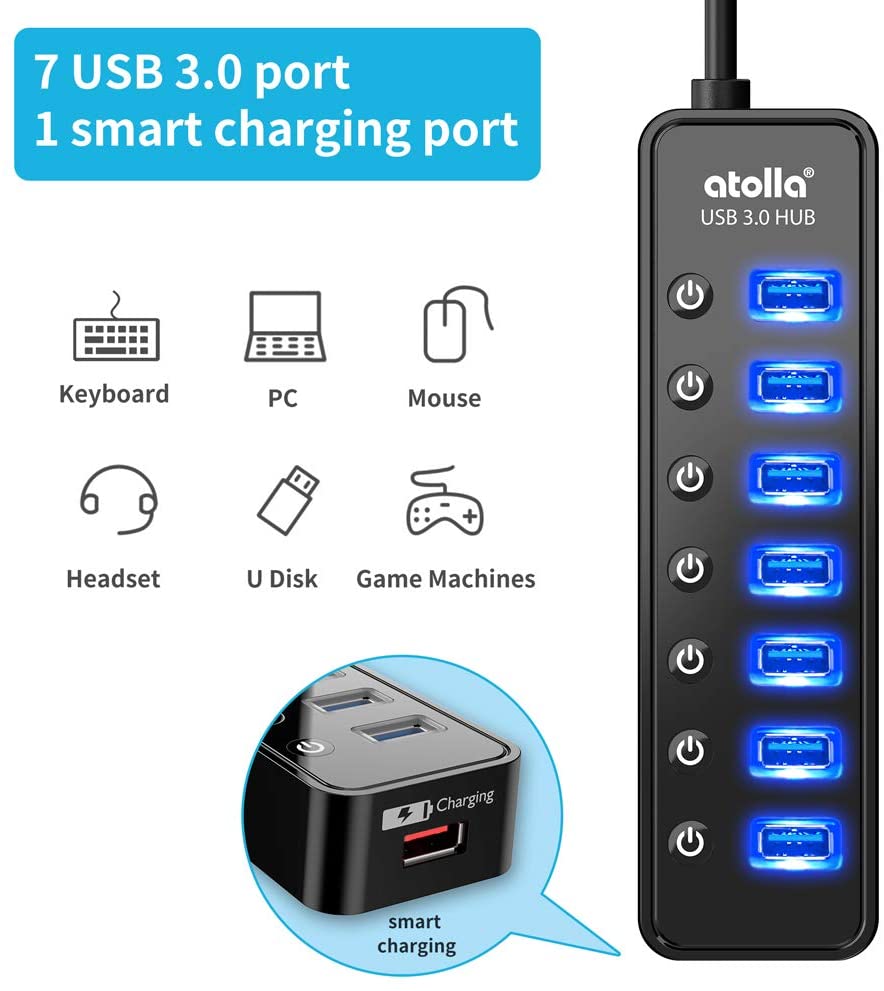 7 USB 3.0 port
1 smart charging port
atolla®
USB 3.0 HUB
Keyboard
PC
Mouse
Headset
U Disk
Game Machines
Charging
smart
charging